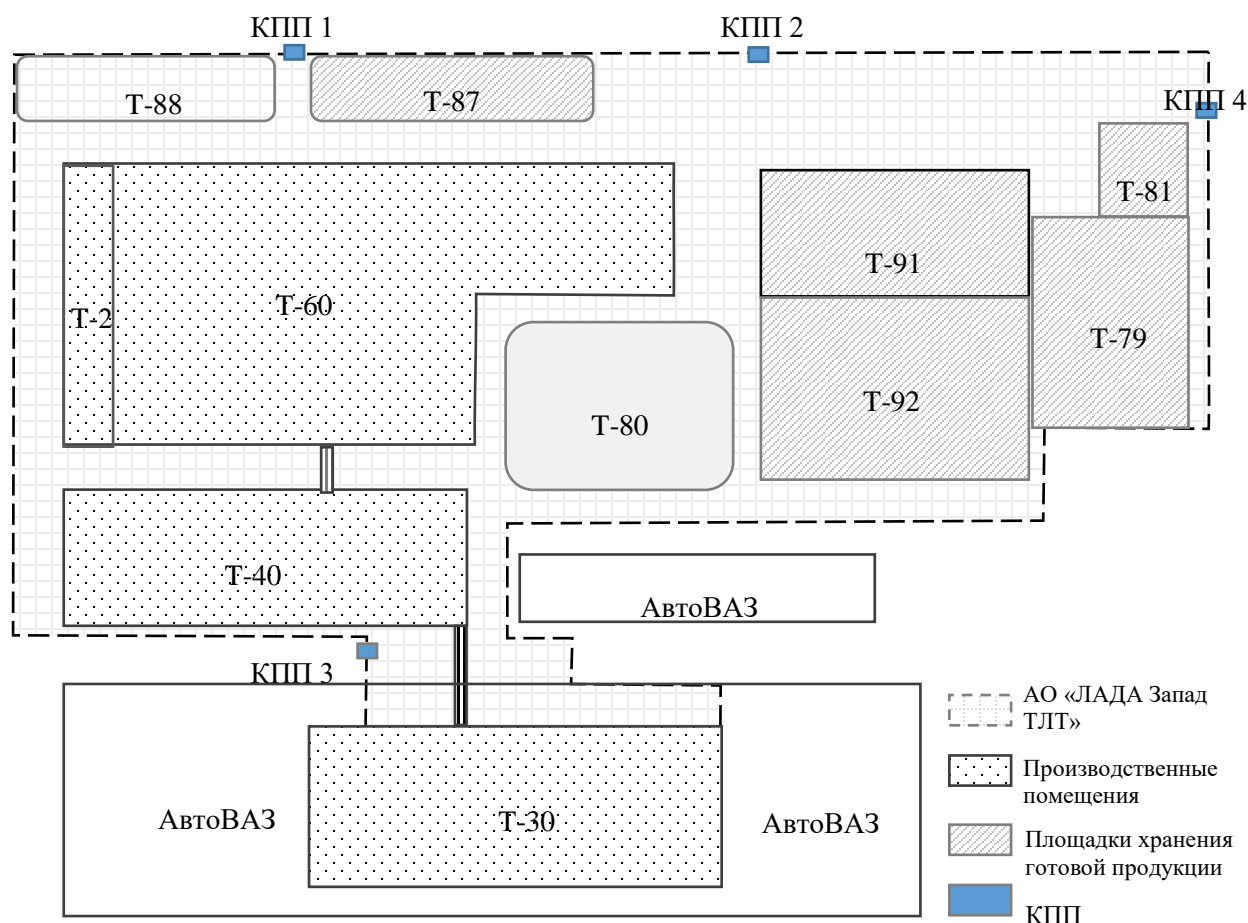 КПП 1
КПП 2
Т-88
Т-87
КПП 4
Т-81
Т-91
Т-2
Т-60
Т-79
Т-92
Т-80
Т-40
АвтоВАЗ
КПП 3
АО «ЛАДА Запад
ТЛТ»
Производственные
помещения
АвтоВАЗ
Т-30
АвтоВАЗ
Площадки хранения
готовой продукции
КПП